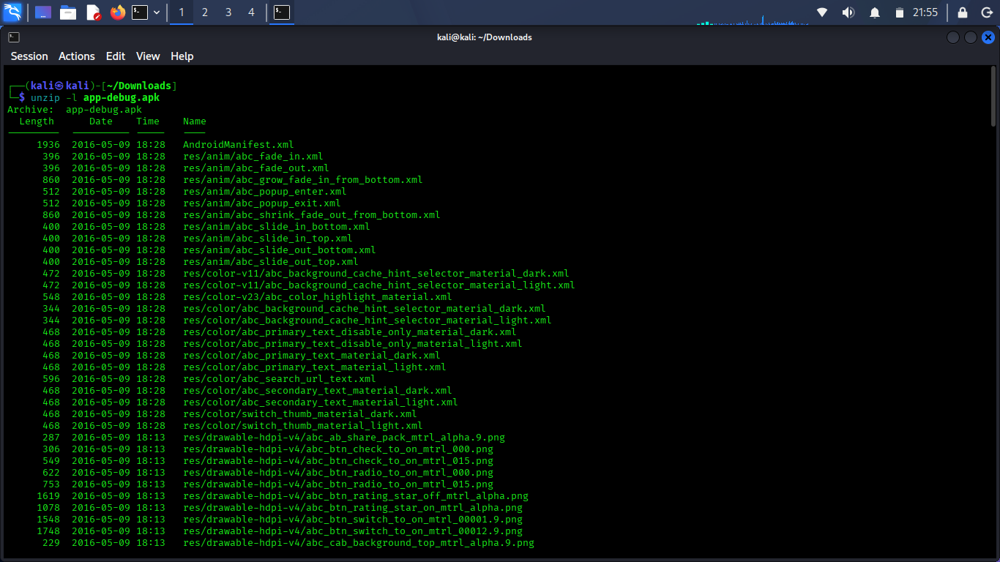 1 2 3 4 21:55
kali@kali: ~/Downloads
Session Actions Edit View Help
┌──(kali㉿kali)-[~/Downloads]
└─$ unzip -l app-debug.apk
Archive:  app-debug.apk
  Length      Date    Time    Name
---------  ---------- -----   ----
     1936  2016-05-09 18:28   AndroidManifest.xml
      396  2016-05-09 18:28   res/anim/abc_fade_in.xml
      396  2016-05-09 18:28   res/anim/abc_fade_out.xml
      860  2016-05-09 18:28   res/anim/abc_grow_fade_in_from_bottom.xml
      512  2016-05-09 18:28   res/anim/abc_popup_enter.xml
      512  2016-05-09 18:28   res/anim/abc_popup_exit.xml
      860  2016-05-09 18:28   res/anim/abc_shrink_fade_out_from_bottom.xml
      400  2016-05-09 18:28   res/anim/abc_slide_in_bottom.xml
      400  2016-05-09 18:28   res/anim/abc_slide_in_top.xml
      400  2016-05-09 18:28   res/anim/abc_slide_out_bottom.xml
      400  2016-05-09 18:28   res/anim/abc_slide_out_top.xml
      472  2016-05-09 18:28   res/color-v11/abc_background_cache_hint_selector_material_dark.xml
      472  2016-05-09 18:28   res/color-v11/abc_background_cache_hint_selector_material_light.xml
      548  2016-05-09 18:28   res/color-v23/abc_color_highlight_material.xml
      344  2016-05-09 18:28   res/color/abc_background_cache_hint_selector_material_dark.xml
      344  2016-05-09 18:28   res/color/abc_background_cache_hint_selector_material_light.xml
      468  2016-05-09 18:28   res/color/abc_primary_text_disable_only_material_dark.xml
      468  2016-05-09 18:28   res/color/abc_primary_text_disable_only_material_light.xml
      468  2016-05-09 18:28   res/color/abc_primary_text_material_dark.xml
      468  2016-05-09 18:28   res/color/abc_primary_text_material_light.xml
      596  2016-05-09 18:28   res/color/abc_search_url_text.xml
      468  2016-05-09 18:28   res/color/abc_secondary_text_material_dark.xml
      468  2016-05-09 18:28   res/color/abc_secondary_text_material_light.xml
      468  2016-05-09 18:28   res/color/switch_thumb_material_dark.xml
      468  2016-05-09 18:28   res/color/switch_thumb_material_light.xml
      287  2016-05-09 18:13   res/drawable-hdpi-v4/abc_ab_share_pack_mtrl_alpha.9.png
      306  2016-05-09 18:13   res/drawable-hdpi-v4/abc_btn_check_to_on_mtrl_000.png
      549  2016-05-09 18:13   res/drawable-hdpi-v4/abc_btn_check_to_on_mtrl_015.png
      622  2016-05-09 18:13   res/drawable-hdpi-v4/abc_btn_radio_to_on_mtrl_000.png
      753  2016-05-09 18:13   res/drawable-hdpi-v4/abc_btn_radio_to_on_mtrl_015.png
     1619  2016-05-09 18:13   res/drawable-hdpi-v4/abc_btn_rating_star_off_mtrl_alpha.png
     1078  2016-05-09 18:13   res/drawable-hdpi-v4/abc_btn_rating_star_on_mtrl_alpha.png
     1548  2016-05-09 18:13   res/drawable-hdpi-v4/abc_btn_switch_to_on_mtrl_00001.9.png
     1748  2016-05-09 18:13   res/drawable-hdpi-v4/abc_btn_switch_to_on_mtrl_00012.9.png
      229  2016-05-09 18:13   res/drawable-hdpi-v4/abc_cab_background_top_mtrl_alpha.9.png